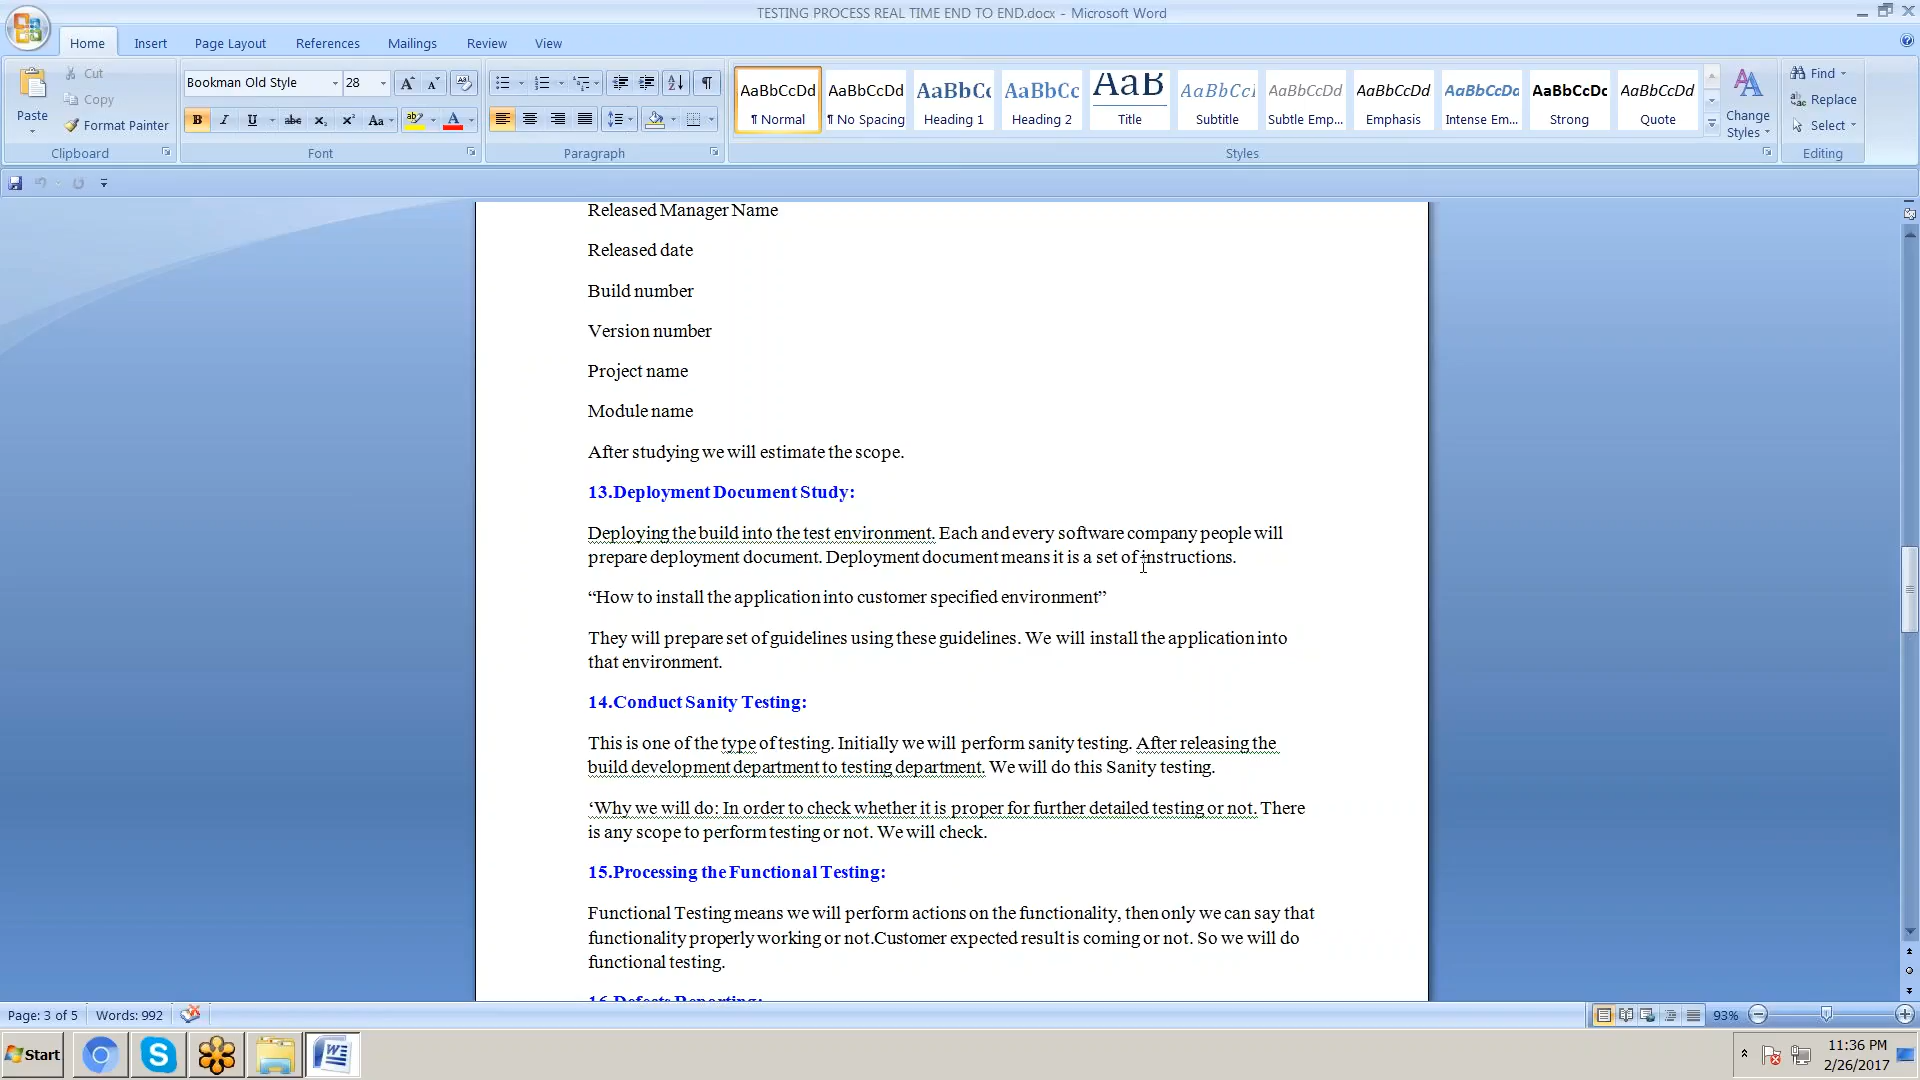 TESTING PROCESS REAL TIME END TO END.docx - Microsoft Word
Home Insert Page Layout References Mailings Review View
Paste
Cut
Copy
Format Painter
Clipboard
Bookman Old Style 28
Font
Paragraph
AaBbCcDd AaBbCcDd AaBbCc AaBbCc AaB AaBbCcl AaBbCcDd AaBbCcDd AaBbCcDc AaBbCcDc AaBbCcDd
¶ Normal ¶ No Spacing Heading 1 Heading 2 Title Subtitle Subtle Emp... Emphasis Intense Em... Strong Quote
Change
Styles
Styles
Find
Replace
Select
Editing
Released Manager Name
Released date
Build number
Version number
Project name
Module name
After studying we will estimate the scope.
13.Deployment Document Study:
Deploying the build into the test environment. Each and every software company people will
prepare deployment document. Deployment document means it is a set of instructions.
“How to install the application into customer specified environment”
They will prepare set of guidelines using these guidelines. We will install the application into
that environment.
14.Conduct Sanity Testing:
This is one of the type of testing. Initially we will perform sanity testing. After releasing the
build development department to testing department. We will do this Sanity testing.
‘Why we will do: In order to check whether it is proper for further detailed testing or not. There
is any scope to perform testing or not. We will check.
15.Processing the Functional Testing:
Functional Testing means we will perform actions on the functionality, then only we can say that
functionality properly working or not.Customer expected result is coming or not. So we will do
functional testing.
16.Defects Reporting:
Page: 3 of 5 Words: 992 93%
Start 11:36 PM
2/26/2017